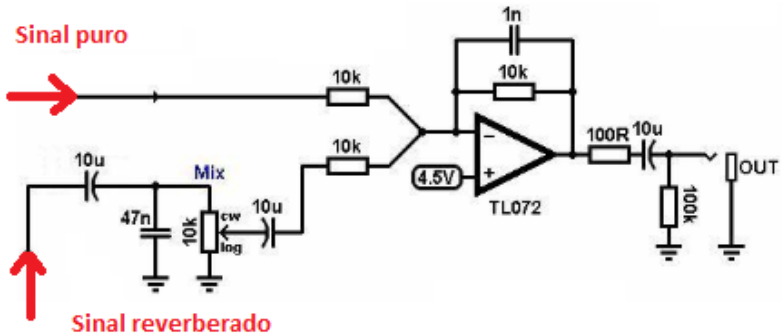 Sinal puro
1n
10k
10k
10k
100R
10u
OUT
100k
4.5V
−
+
TL072
10u
Mix
47n
10k
cw
log
10u
Sinal reverberado